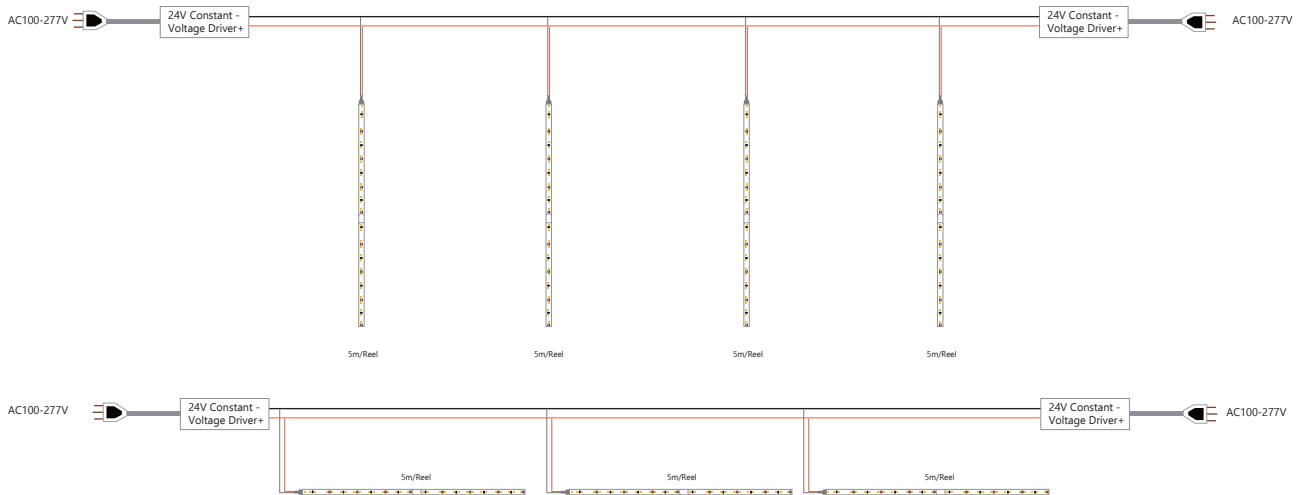 AC100-277V
24V Constant -
Voltage Driver+
24V Constant -
Voltage Driver+
AC100-277V
5m/Reel
5m/Reel
5m/Reel
5m/Reel
AC100-277V
24V Constant -
Voltage Driver+
24V Constant -
Voltage Driver+
AC100-277V
5m/Reel
5m/Reel
5m/Reel